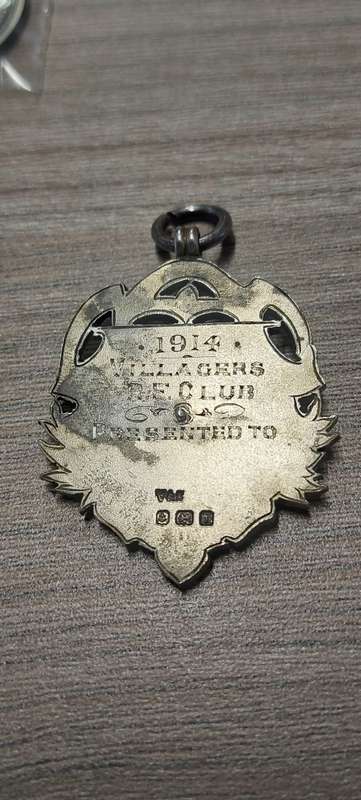 · 1914 ·
VILLAGERS
R.F. CLUB
PRESENTED TO